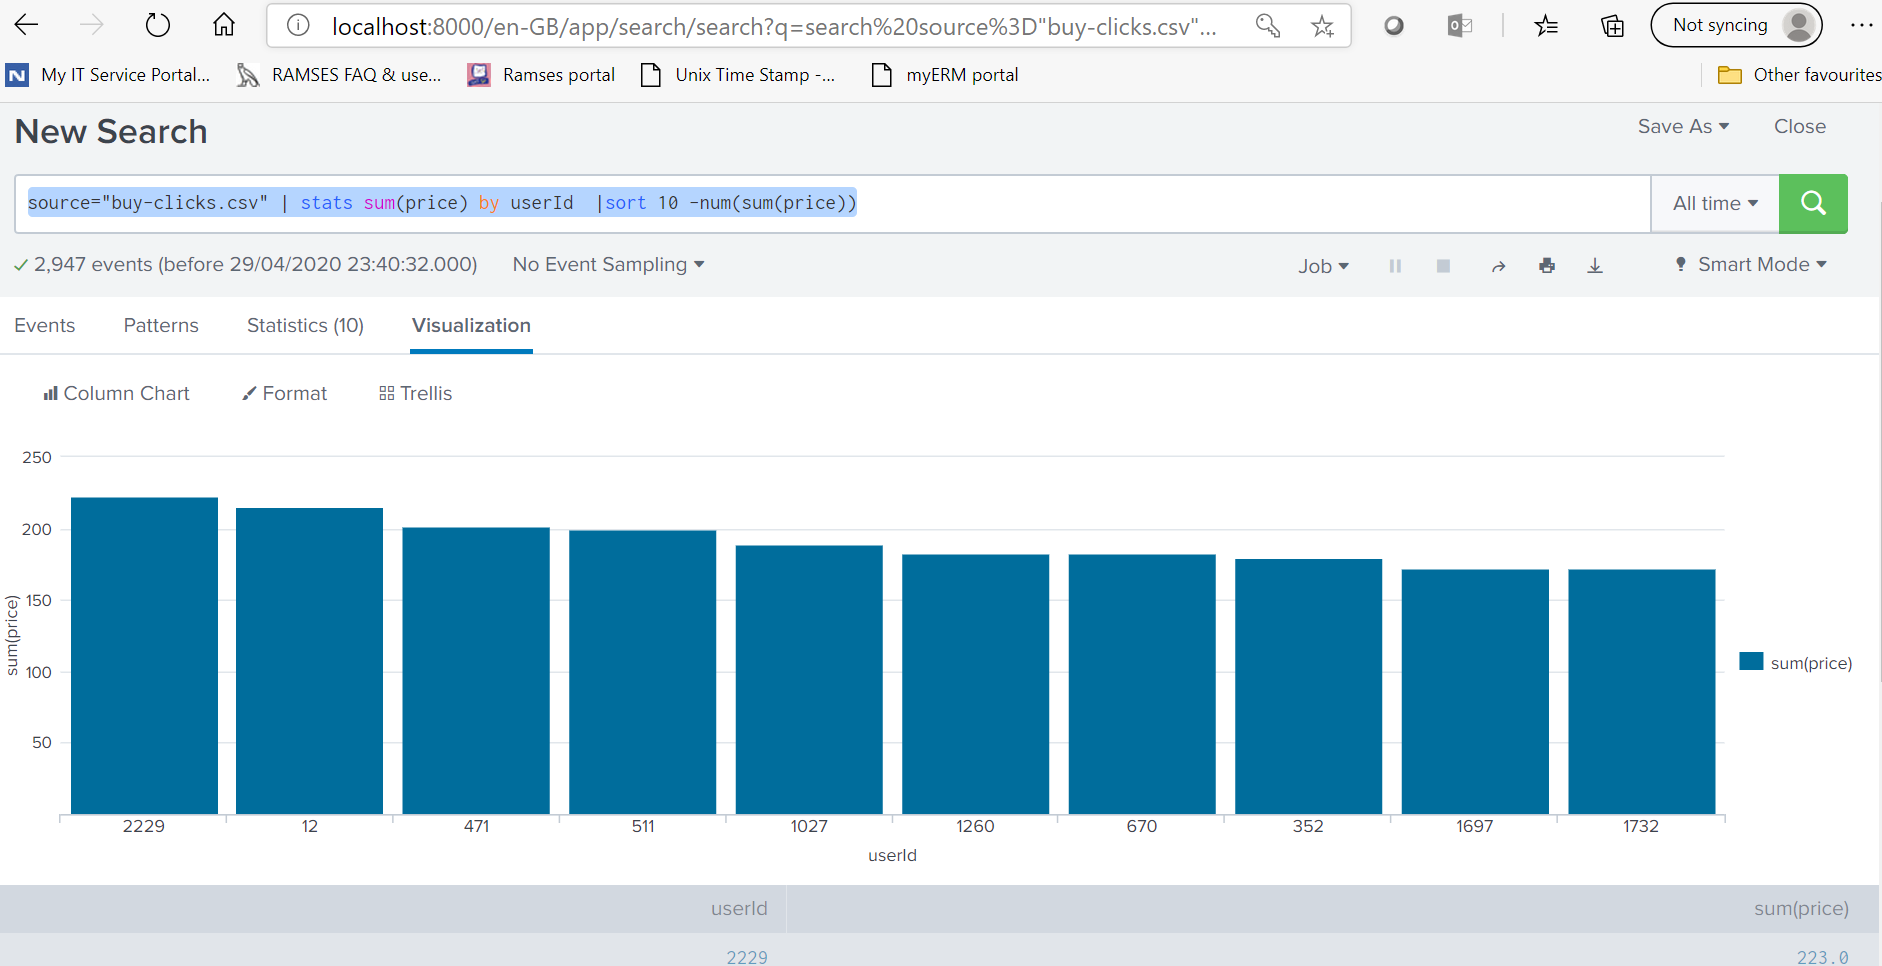 localhost:8000/en-GB/app/search/search?q=search%20source%3D"buy-clicks.csv"...
Not syncing
My IT Service Portal...
RAMSES FAQ & use...
Ramses portal
Unix Time Stamp -...
myERM portal
Other favourites
New Search
Save As
Close
source="buy-clicks.csv" | stats sum(price) by userId  |sort 10 -num(sum(price))
All time
2,947 events (before 29/04/2020 23:40:32.000)
No Event Sampling
Job
Smart Mode
Events
Patterns
Statistics (10)
Visualization
Column Chart
Format
Trellis
250
200
150
100
50
sum(price)
2229
12
471
511
1027
1260
670
352
1697
1732
userId
sum(price)
userId
sum(price)
2229
223.0